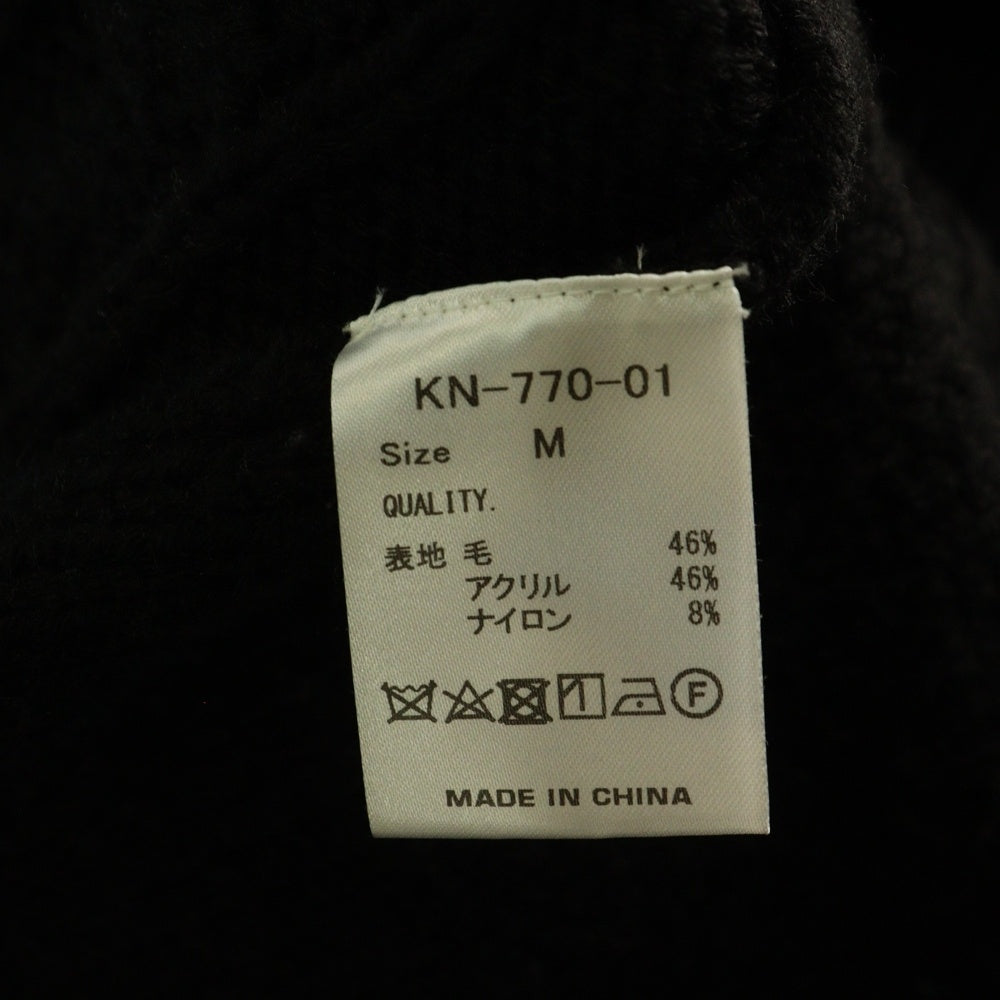 KN-770-01
Size M
QUALITY.
表地 毛 46%
アクリル 46%
ナイロン 8%
F
MADE IN CHINA